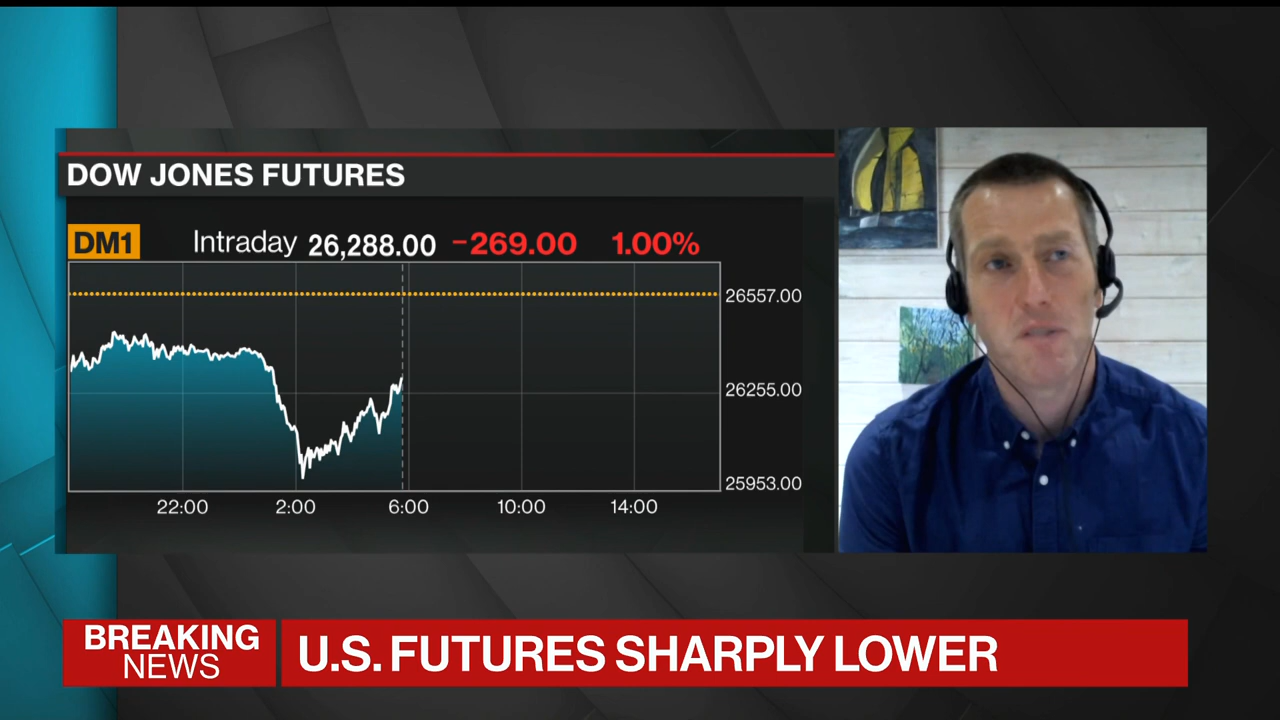 DOW JONES FUTURES
DM1 Intraday 26,288.00 -269.00 1.00%
26557.00
26255.00
25953.00
22:00 2:00 6:00 10:00 14:00
BREAKING
NEWS
U.S. FUTURES SHARPLY LOWER